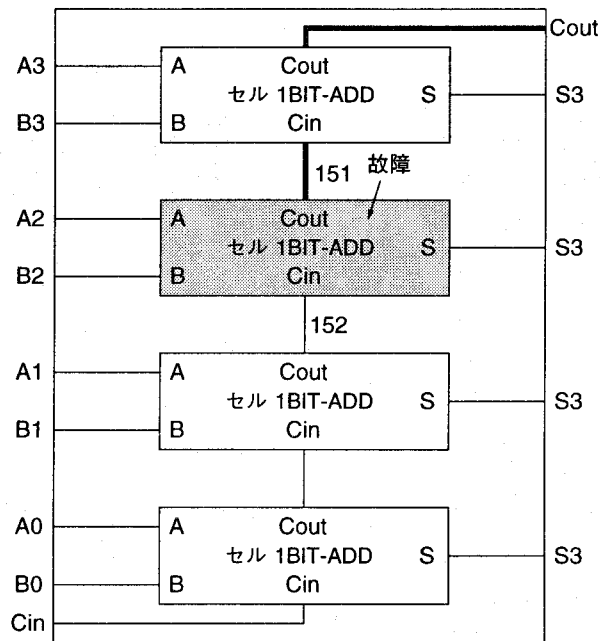 Cout
A3 A Cout
セル 1BIT-ADD S S3
B3 B Cin
151 故障
A2 A Cout
セル 1BIT-ADD S S3
B2 B Cin
152
A1 A Cout
セル 1BIT-ADD S S3
B1 B Cin
A0 A Cout
セル 1BIT-ADD S S3
B0 B Cin
Cin